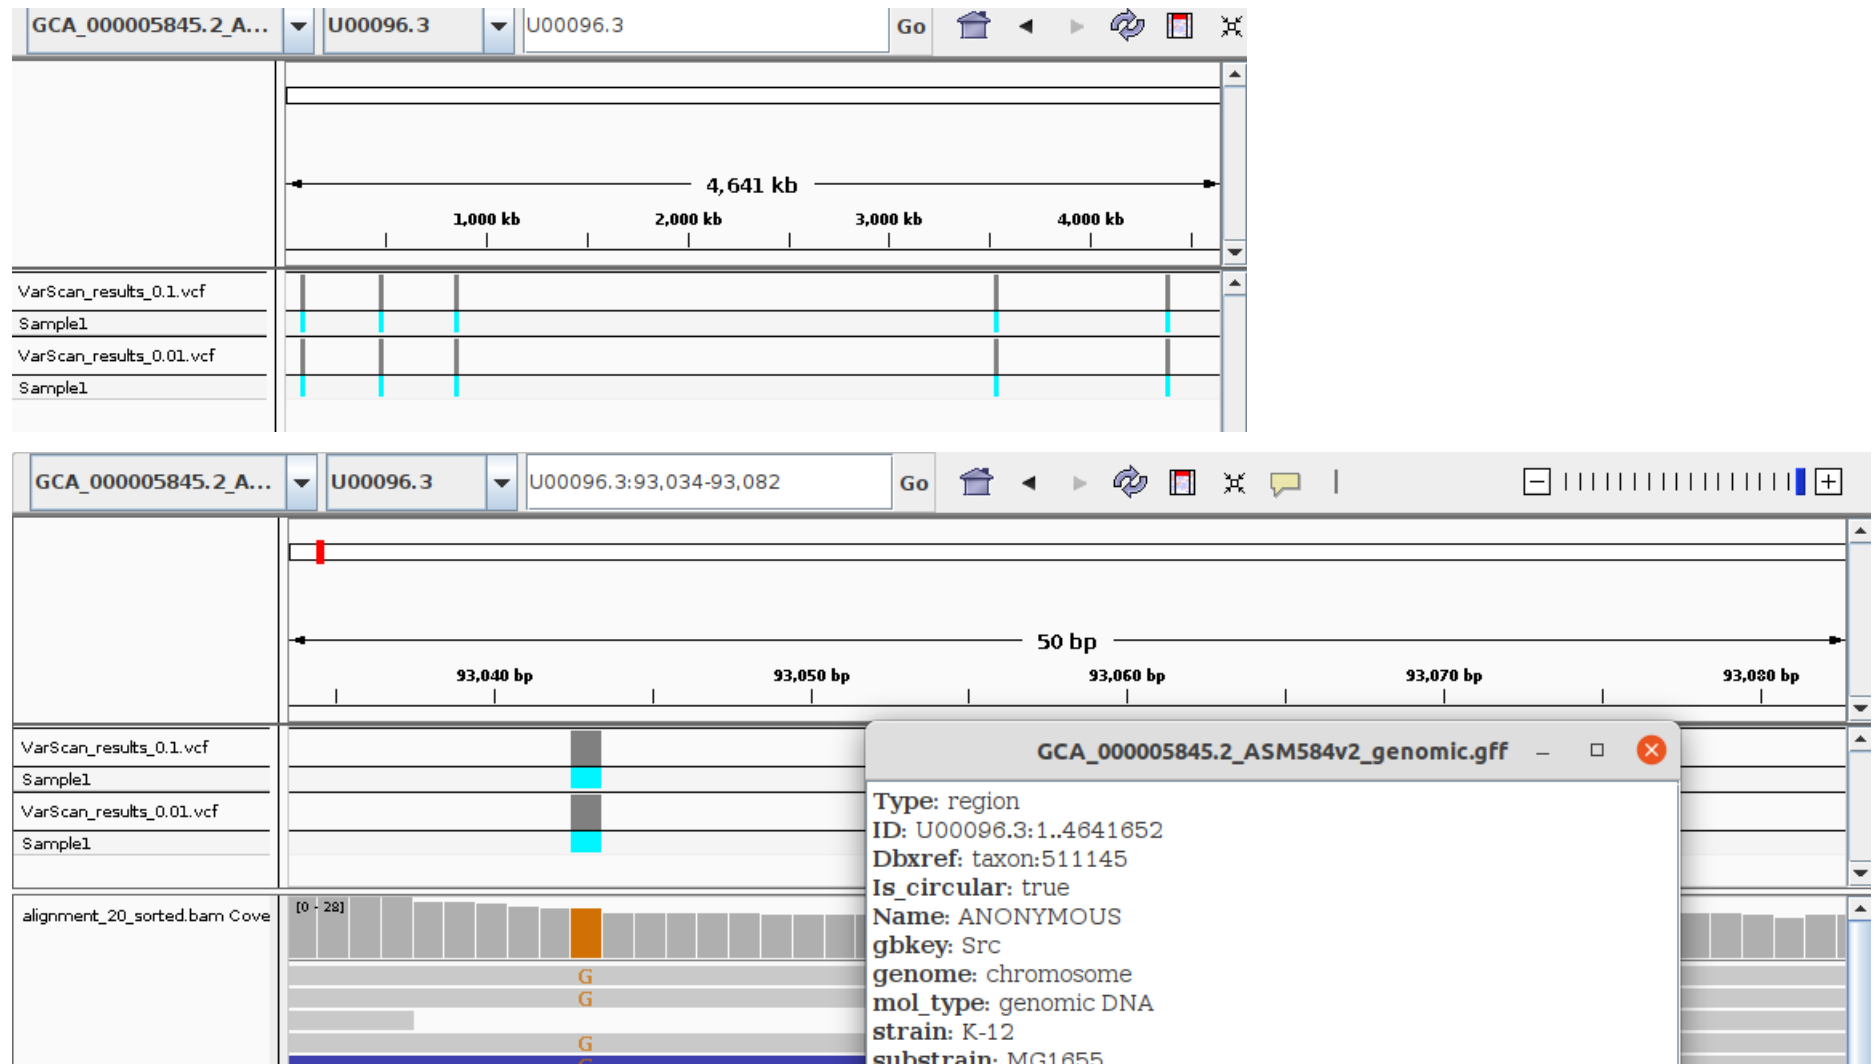 GCA_000005845.2_A... U00096.3 U00096.3 Go
4,641 kb
1,000 kb 2,000 kb 3,000 kb 4,000 kb
VarScan_results_0.1.vcf
Sample1
VarScan_results_0.01.vcf
Sample1
GCA_000005845.2_A... U00096.3 U00096.3:93,034-93,082 Go
50 bp
93,040 bp 93,050 bp 93,060 bp 93,070 bp 93,080 bp
VarScan_results_0.1.vcf
Sample1
VarScan_results_0.01.vcf
Sample1
alignment_20_sorted.bam Cove
[0 - 28]
G
G
G
G
GCA_000005845.2_ASM584v2_genomic.gff
Type: region
ID: U00096.3:1..4641652
Dbxref: taxon:511145
Is_circular: true
Name: ANONYMOUS
gbkey: Src
genome: chromosome
mol_type: genomic DNA
strain: K-12
substrain: MG1655